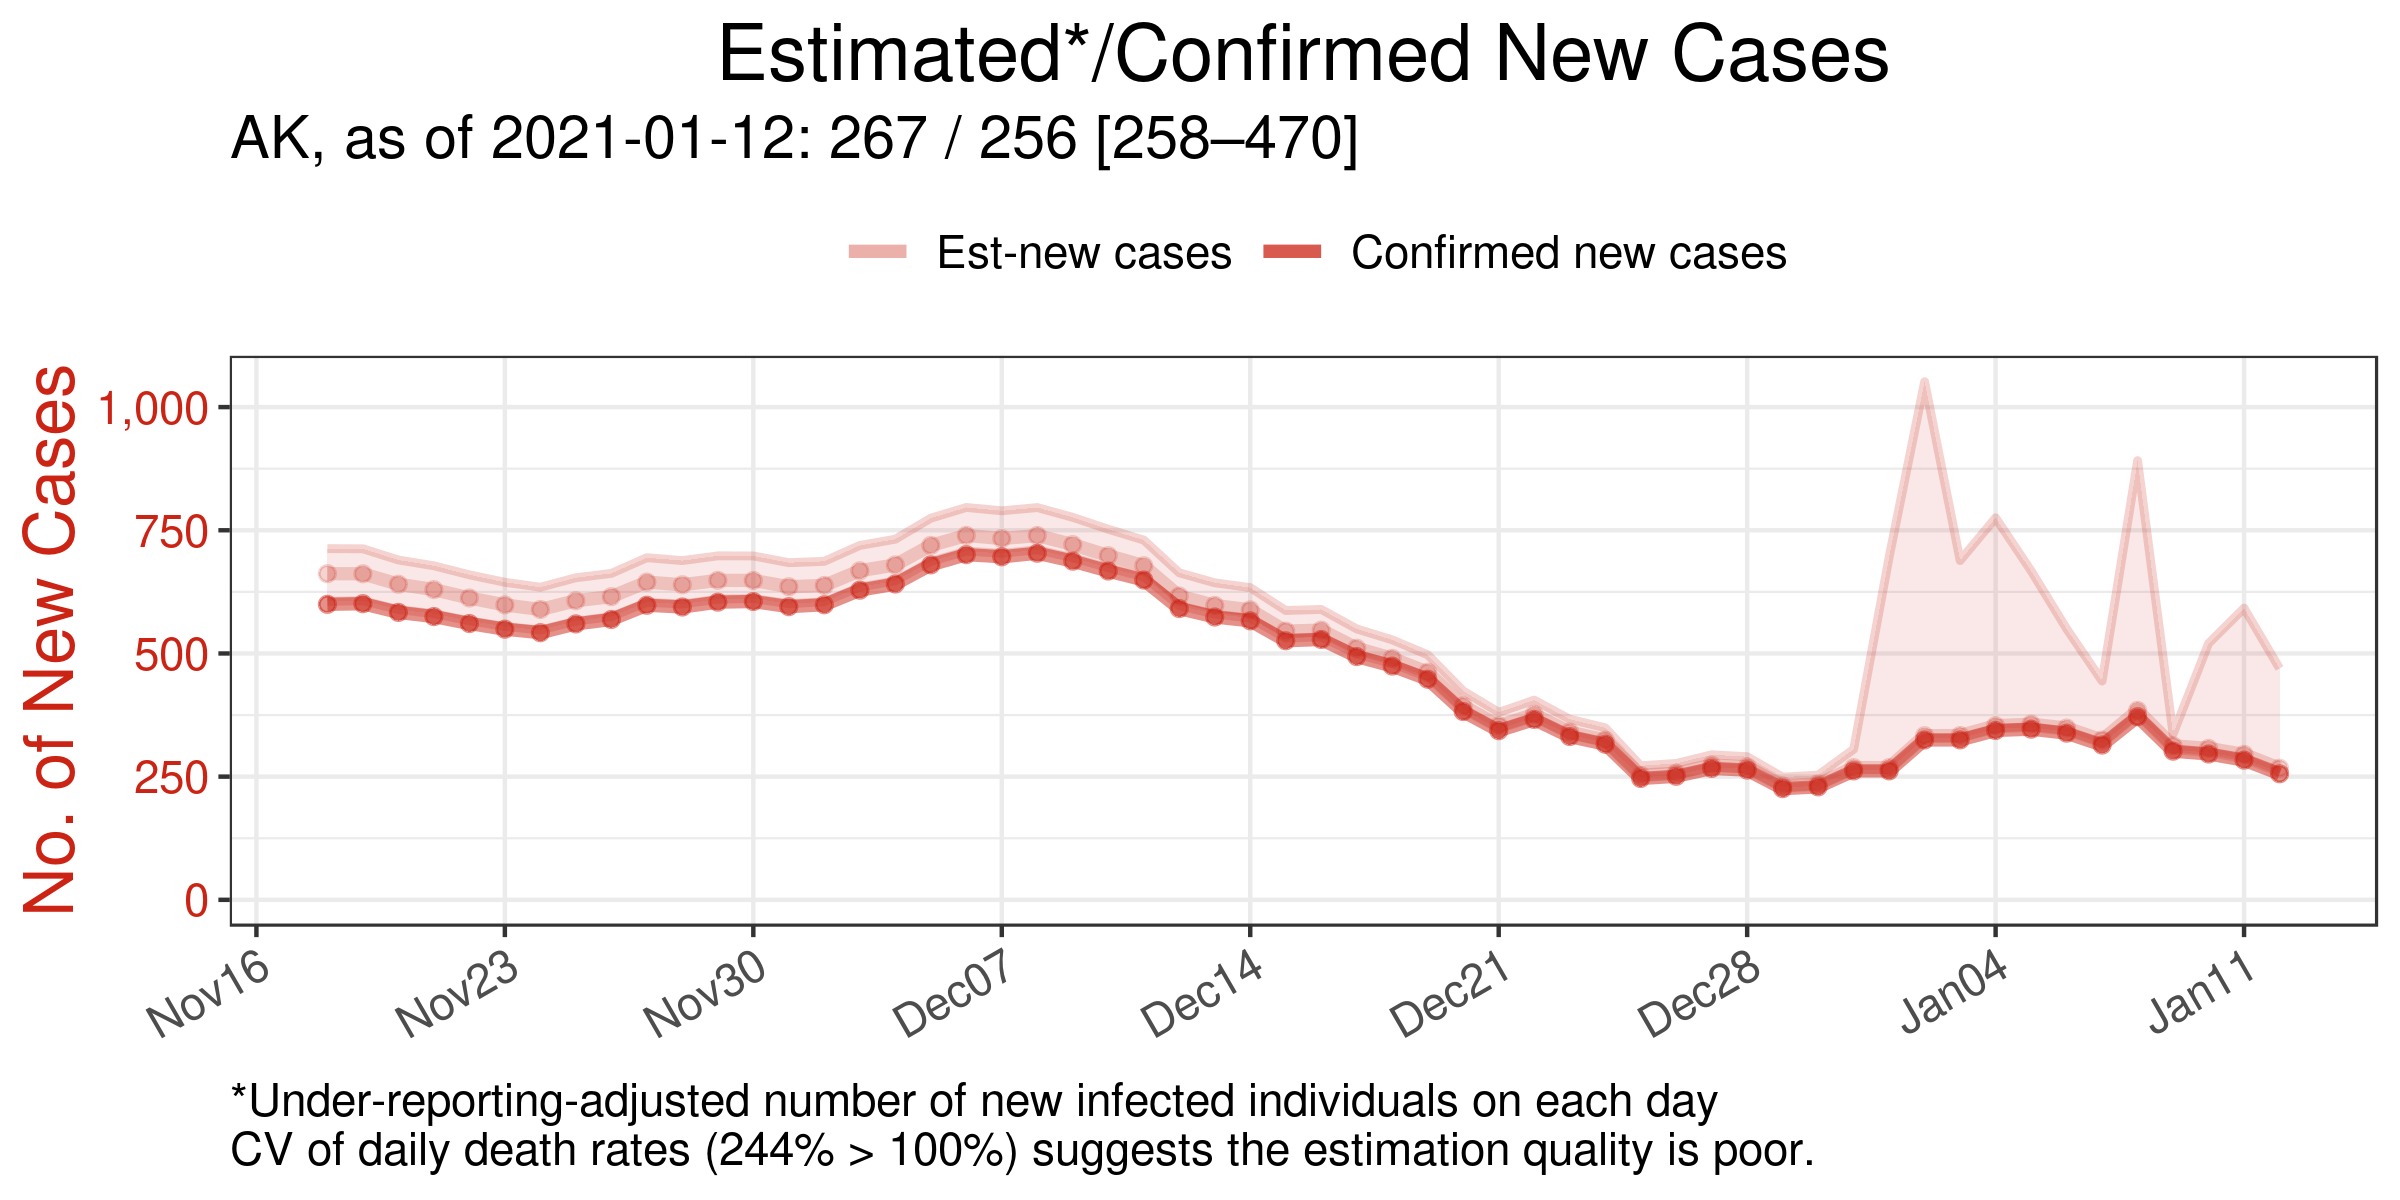 Estimated*/Confirmed New Cases
AK, as of 2021-01-12: 267 / 256 [258–470]
Est-new cases
Confirmed new cases
No. of New Cases
1,000
750
500
250
0
Nov16
Nov23
Nov30
Dec07
Dec14
Dec21
Dec28
Jan04
Jan11
*Under-reporting-adjusted number of new infected individuals on each day
CV of daily death rates (244% > 100%) suggests the estimation quality is poor.